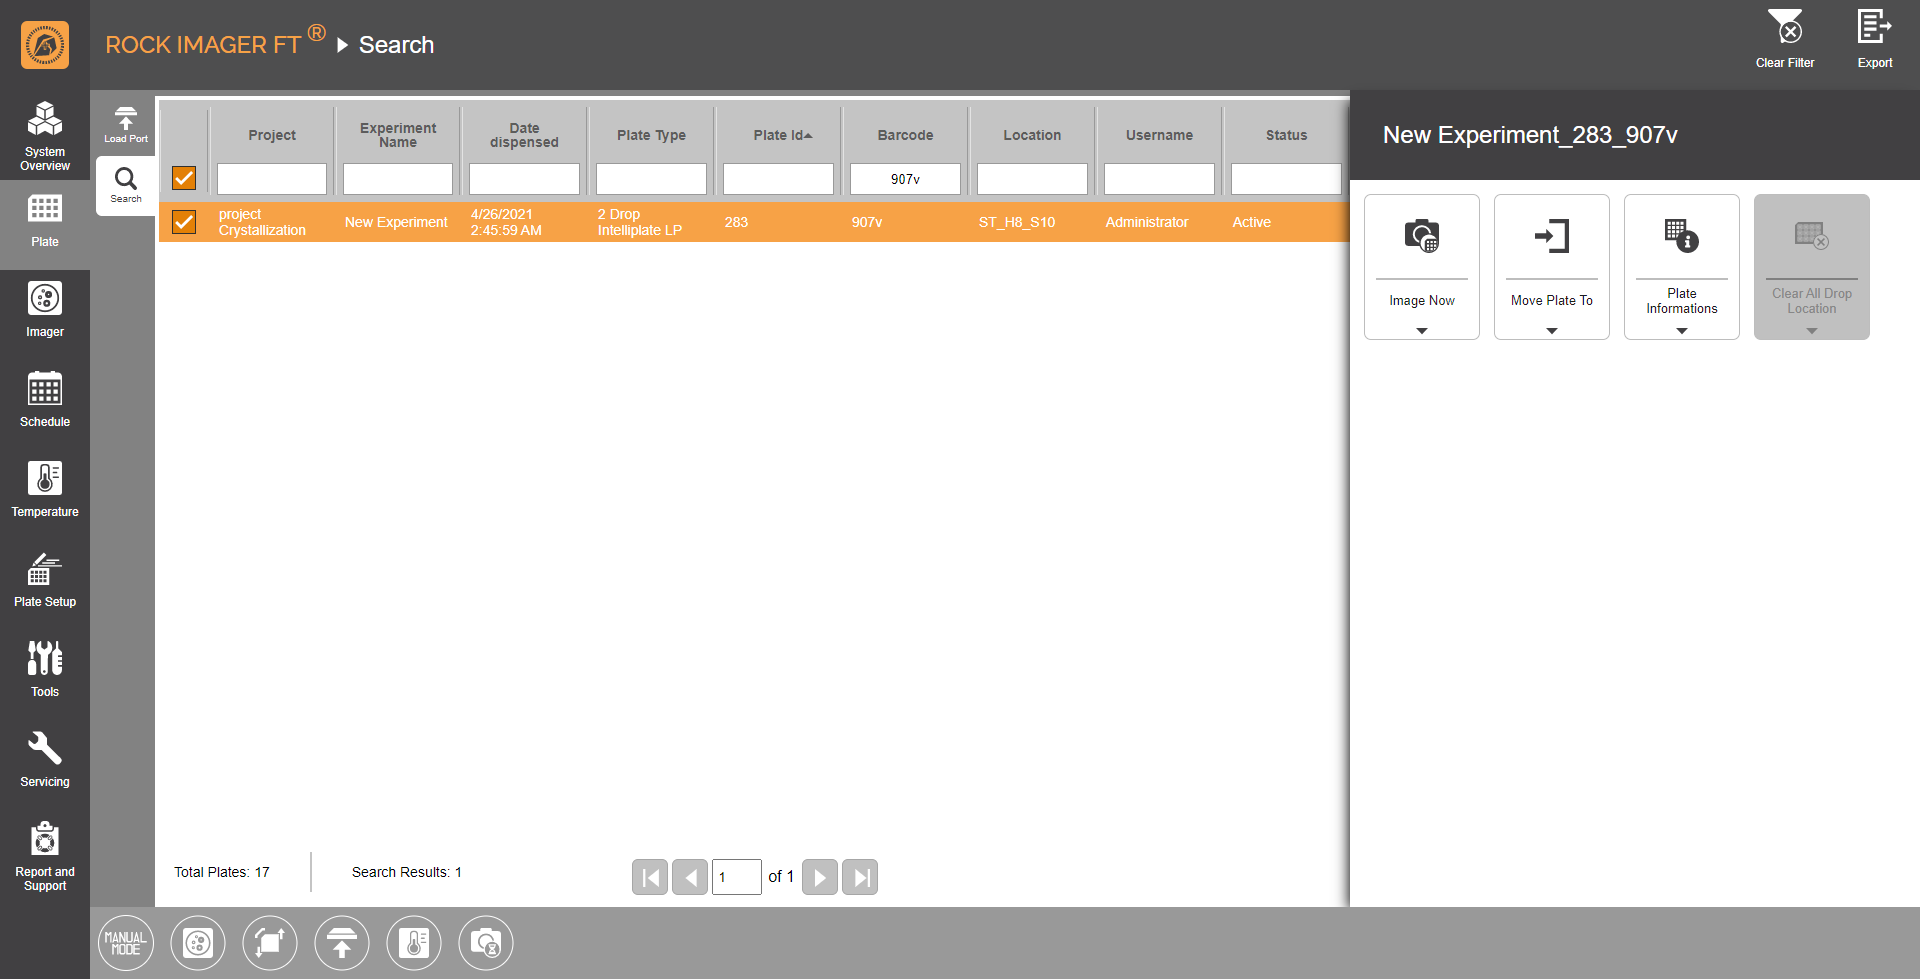 ROCK IMAGER FT ® Search
Clear Filter
Export
System
Overview
Plate
Imager
Schedule
Temperature
Plate Setup
Tools
Servicing
Report and
Support
Load Port
Search
Project
Experiment
Name
Date
dispensed
Plate Type
Plate Id
Barcode
Location
Username
Status
907v
project
Crystallization
New Experiment
4/26/2021
2:45:59 AM
2 Drop
Intelliplate LP
283
907v
ST_H8_S10
Administrator
Active
New Experiment_283_907v
Image Now
Move Plate To
Plate
Informations
Clear All Drop
Location
Total Plates: 17
Search Results: 1
1
of 1
MANUAL
MODE